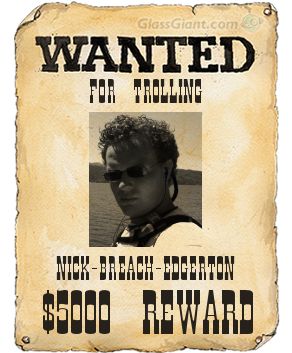 GlassGiant.com
WANTED
FOR TROLLING
NICK-BREACH-EDGERTON
$5000 REWARD